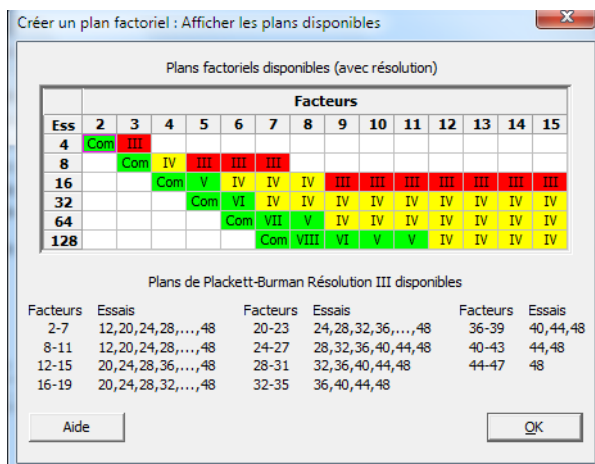 Créer un plan factoriel : Afficher les plans disponibles
Plans factoriels disponibles (avec résolution)
Facteurs
Ess 2 3 4 5 6 7 8 9 10 11 12 13 14 15
4 Com III
8 Com IV III III III
16 Com V IV IV IV III III III III III III III
32 Com VI IV IV IV IV IV IV IV IV IV
64 Com VII V IV IV IV IV IV IV IV
128 Com VIII VI V V IV IV IV IV
Plans de Plackett-Burman Résolution III disponibles
Facteurs Essais Facteurs Essais Facteurs Essais
2-7 12,20,24,28,...,48 20-23 24,28,32,36,...,48 36-39 40,44,48
8-11 12,20,24,28,...,48 24-27 28,32,36,40,44,48 40-43 44,48
12-15 20,24,28,36,...,48 28-31 32,36,40,44,48 44-47 48
16-19 20,24,28,32,...,48 32-35 36,40,44,48
Aide OK